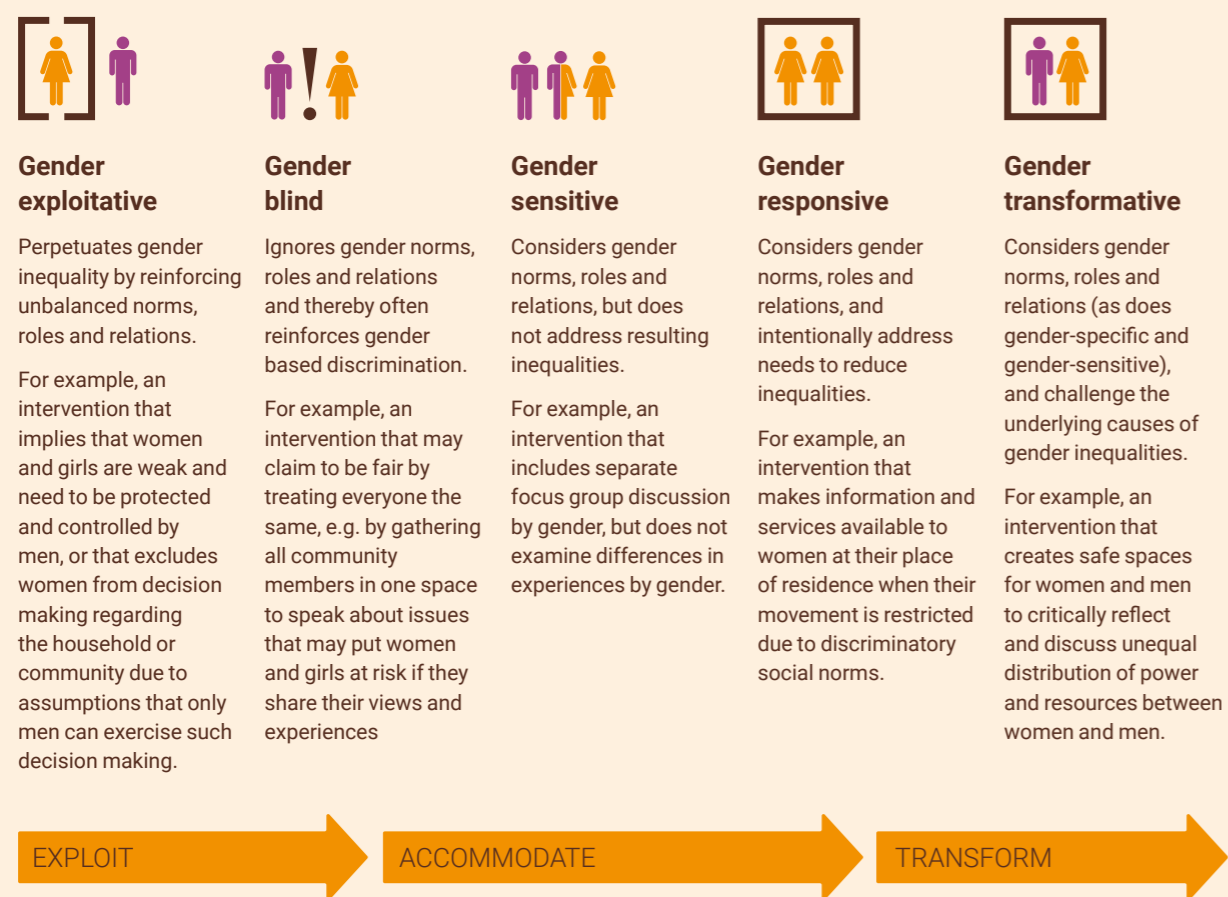 Gender
exploitative
Perpetuates gender
inequality by reinforcing
unbalanced norms,
roles and relations.
For example, an
intervention that
implies that women
and girls are weak and
need to be protected
and controlled by
men, or that excludes
women from decision
making regarding
the household or
community due to
assumptions that only
men can exercise such
decision making.
Gender
blind
Ignores gender norms,
roles and relations
and thereby often
reinforces gender
based discrimination.
For example, an
intervention that may
claim to be fair by
treating everyone the
same, e.g. by gathering
all community
members in one space
to speak about issues
that may put women
and girls at risk if they
share their views and
experiences
Gender
sensitive
Considers gender
norms, roles and
relations, but does
not address resulting
inequalities.
For example, an
intervention that
includes separate
focus group discussion
by gender, but does not
examine differences in
experiences by gender.
Gender
responsive
Considers gender
norms, roles and
relations, and
intentionally address
needs to reduce
inequalities.
For example, an
intervention that
makes information and
services available to
women at their place
of residence when their
movement is restricted
due to discriminatory
social norms.
Gender
transformative
Considers gender
norms, roles and
relations (as does
gender-specific and
gender-sensitive),
and challenge the
underlying causes of
gender inequalities.
For example, an
intervention that
creates safe spaces
for women and men
to critically reflect
and discuss unequal
distribution of power
and resources between
women and men.
EXPLOIT
ACCOMMODATE
TRANSFORM